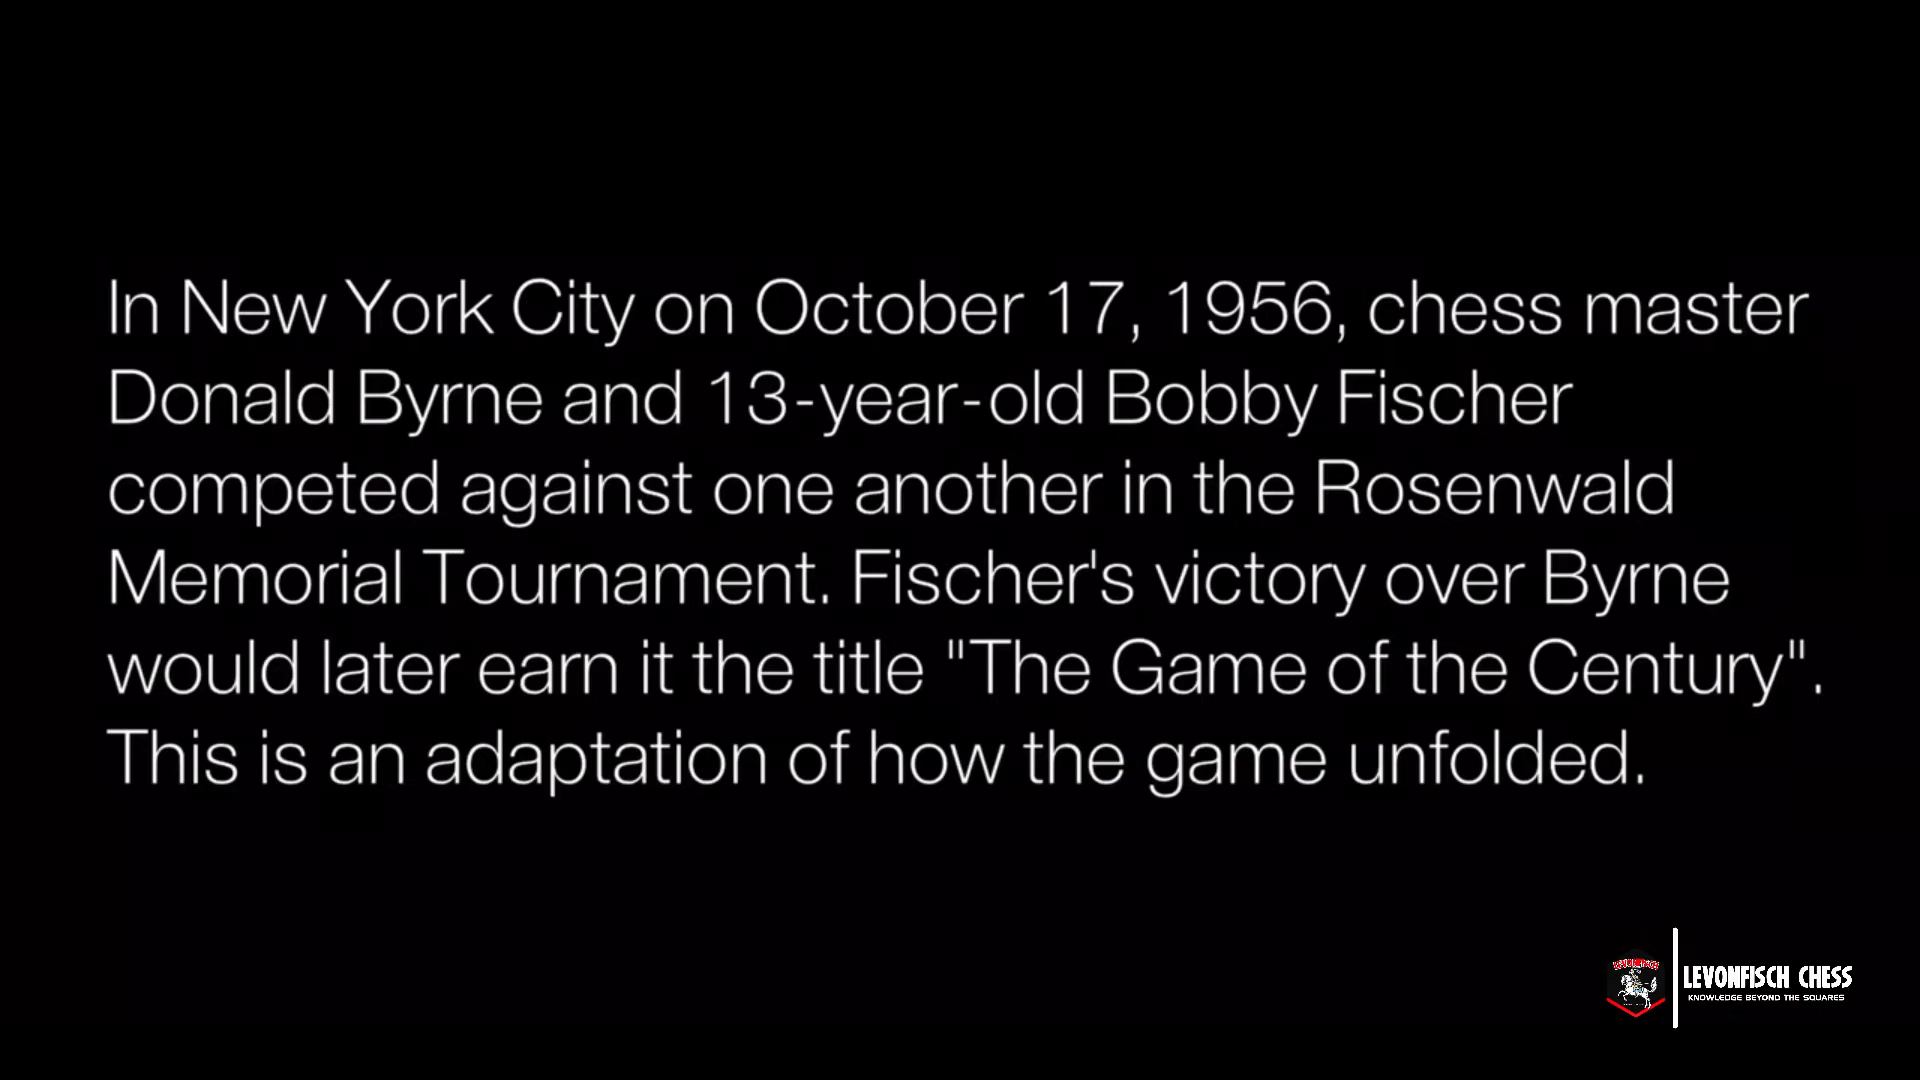 In New York City on October 17, 1956, chess master
Donald Byrne and 13-year-old Bobby Fischer
competed against one another in the Rosenwald
Memorial Tournament. Fischer's victory over Byrne
would later earn it the title "The Game of the Century".
This is an adaptation of how the game unfolded.
LEVONFISCH CHESS
KNOWLEDGE BEYOND THE SQUARES